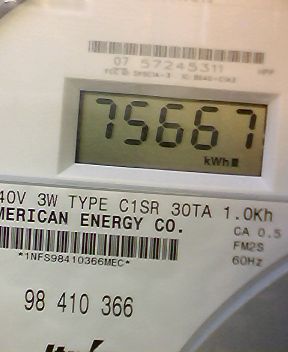 07 57245311
75667
kWh
40V 3W TYPE C1SR 30TA 1.0Kh
MERICAN ENERGY CO.
CA 0.5
FM2S
*1NFS98410366MEC*
60Hz
98 410 366